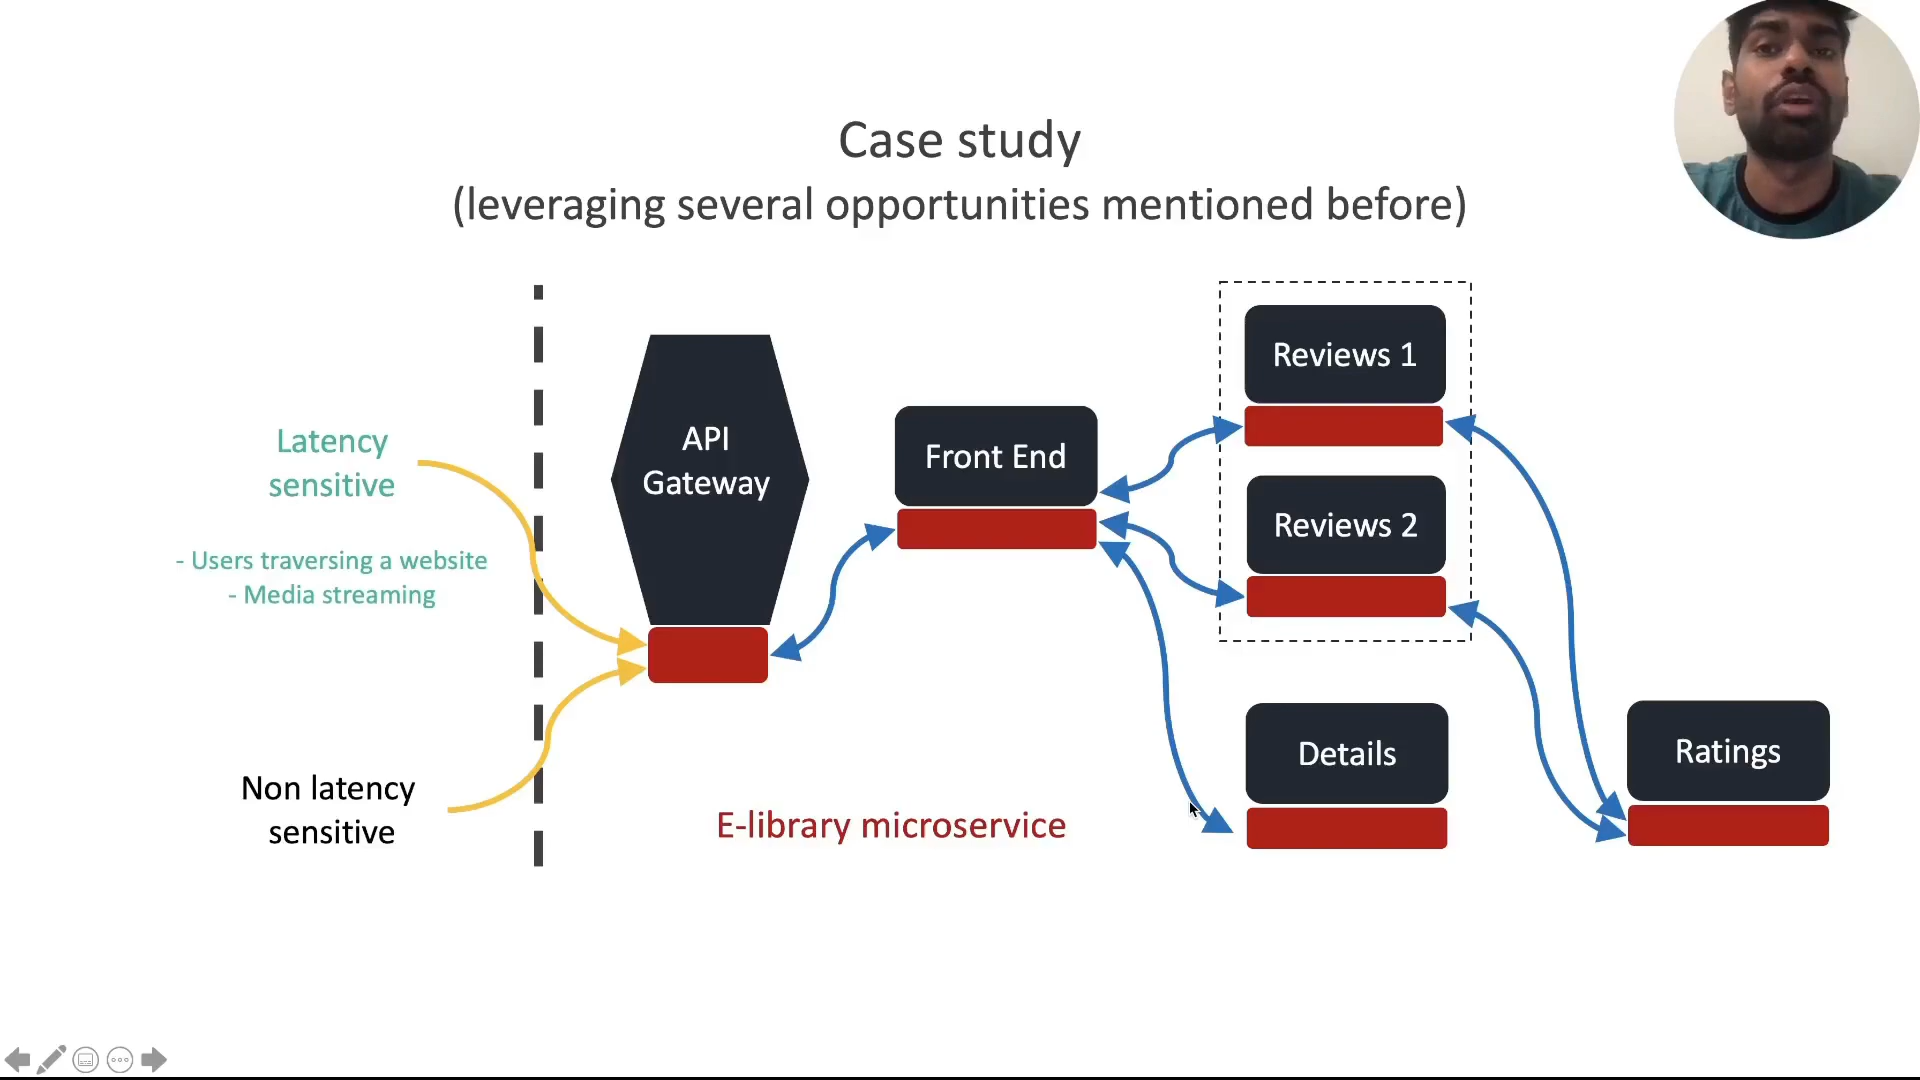 Case study
(leveraging several opportunities mentioned before)
Latency
sensitive
- Users traversing a website
- Media streaming
Non latency
sensitive
API
Gateway
Front End
Reviews 1
Reviews 2
Details
Ratings
E-library microservice